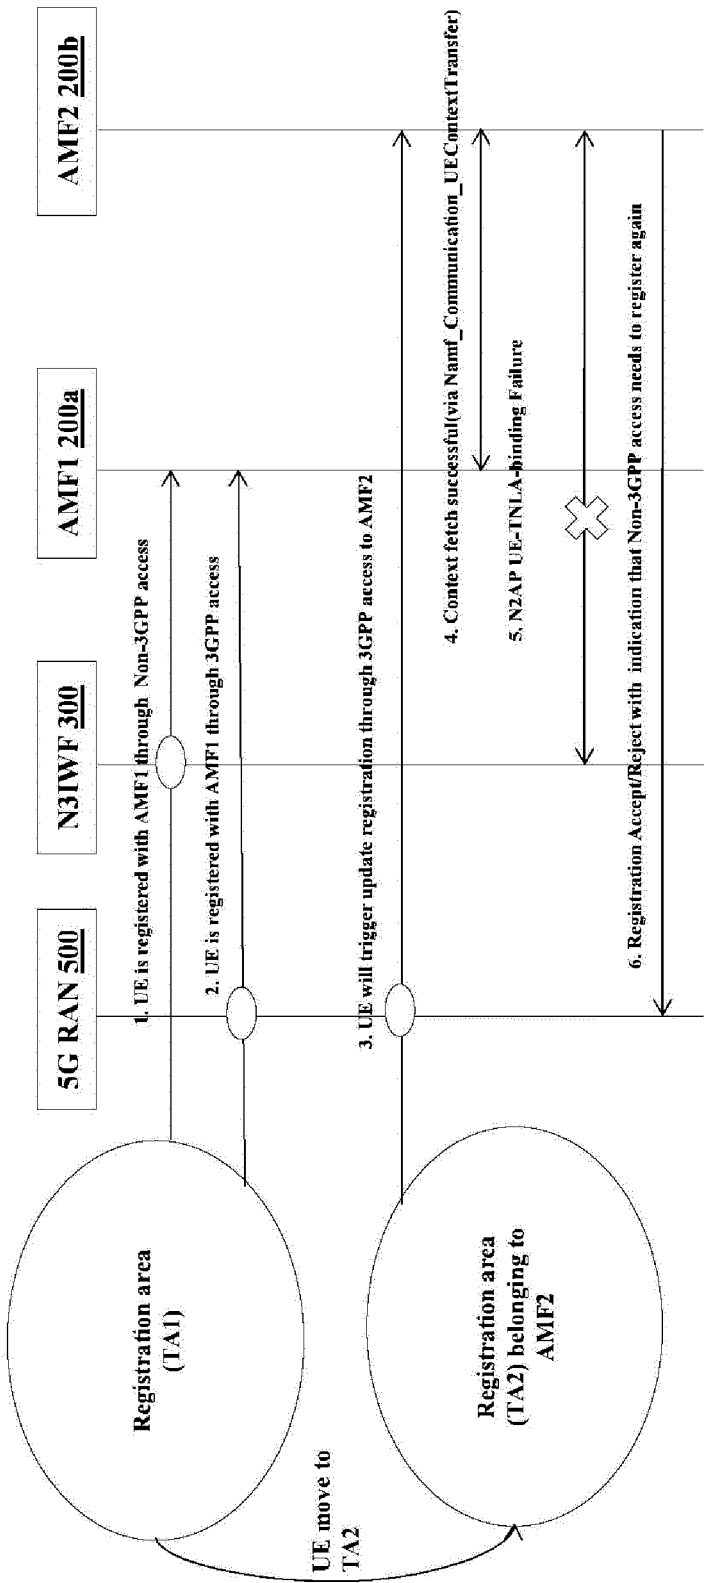 5G RAN 500
N3IWF 300
AMF1 200a
AMF2 200b
Registration area
(TA1)
1. UE is registered with AMF1 through Non-3GPP access
2. UE is registered with AMF1 through 3GPP access
UE move to
TA2
Registration area
(TA2) belonging to
AMF2
3. UE will trigger update registration through 3GPP access to AMF2
4. Context fetch successful(via Namf_Communication_UEContextTransfer)
5. N2AP UE-TNLA-binding Failure
6. Registration Accept/Reject with indication that Non-3GPP access needs to register again